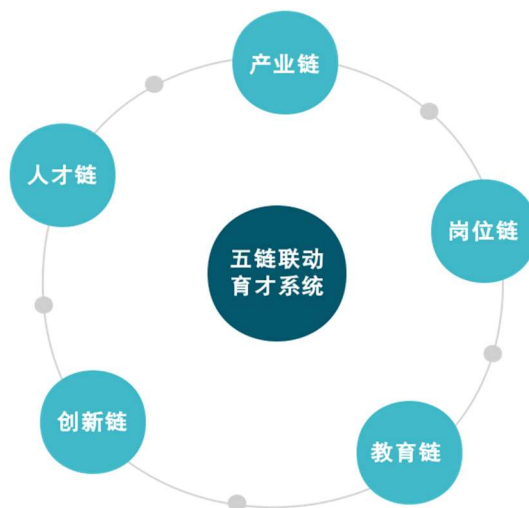 产业链
人才链
岗位链
五链联动
育才系统
创新链
教育链